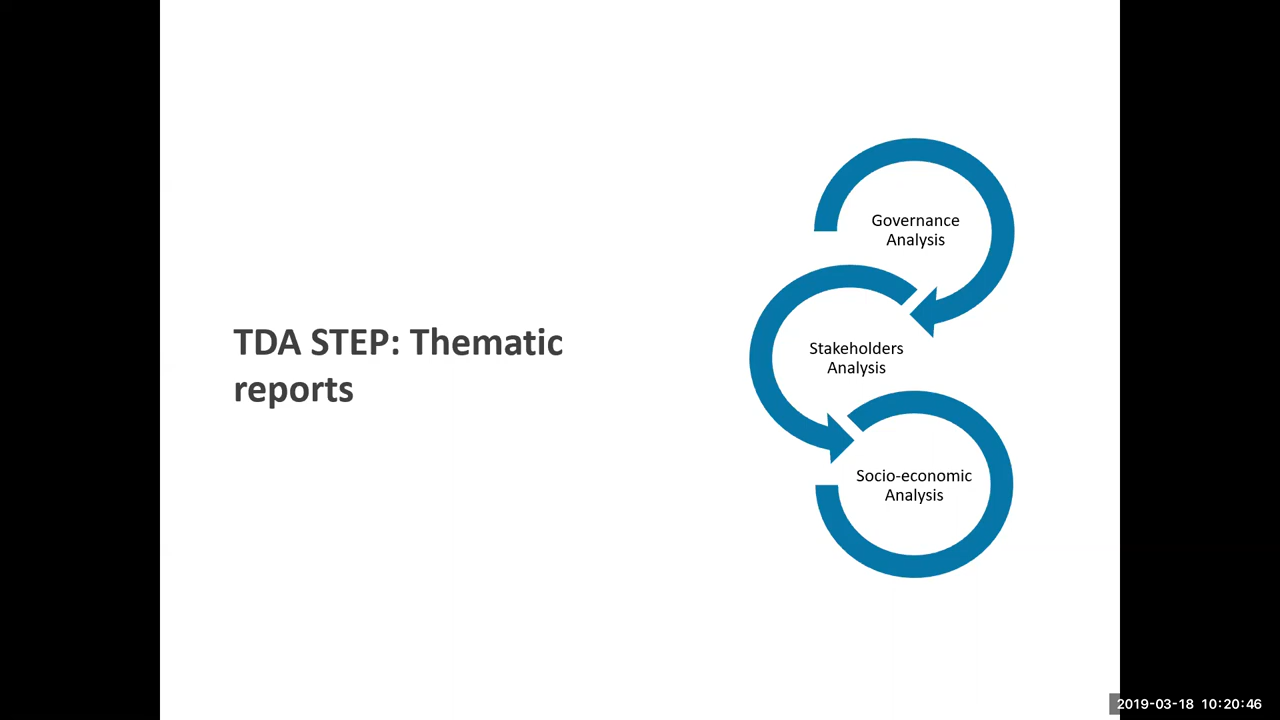 TDA STEP: Thematic
reports
Governance
Analysis
Stakeholders
Analysis
Socio-economic
Analysis
2019-03-18 10:20:46